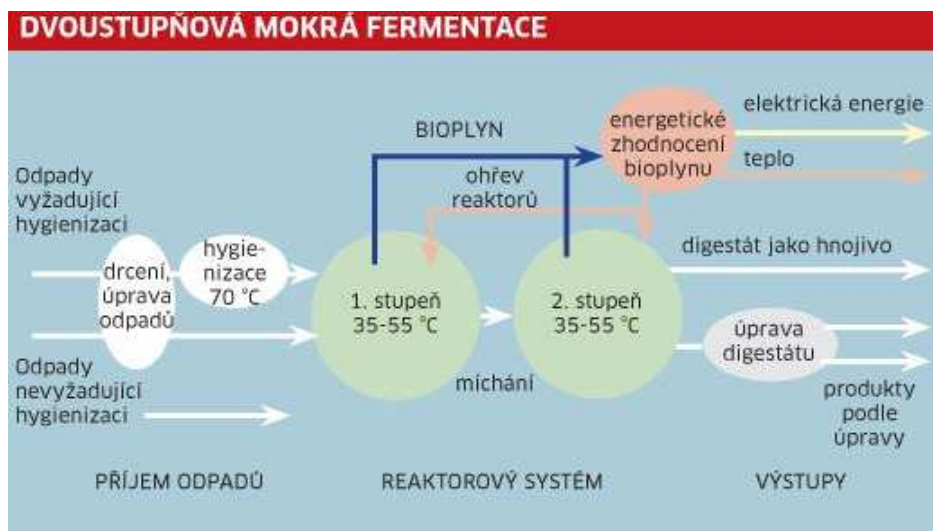 DVOUSTUPŇOVÁ MOKRÁ FERMENTACE
Odpady
vyžadující
hygienizaci
drcení,
úprava
odpadů
hygie-
nizace
70 °C
Odpady
nevyžadující
hygienizaci
BIOPLYN
ohřev
reaktorů
1. stupeň
35-55 °C
míchání
2. stupeň
35-55 °C
energetické
zhodnocení
bioplynu
elektrická energie
teplo
digestát jako hnojivo
úprava
digestátu
produkty
podle
úpravy
PŘÍJEM ODPADŮ
REAKTOROVÝ SYSTÉM
VÝSTUPY